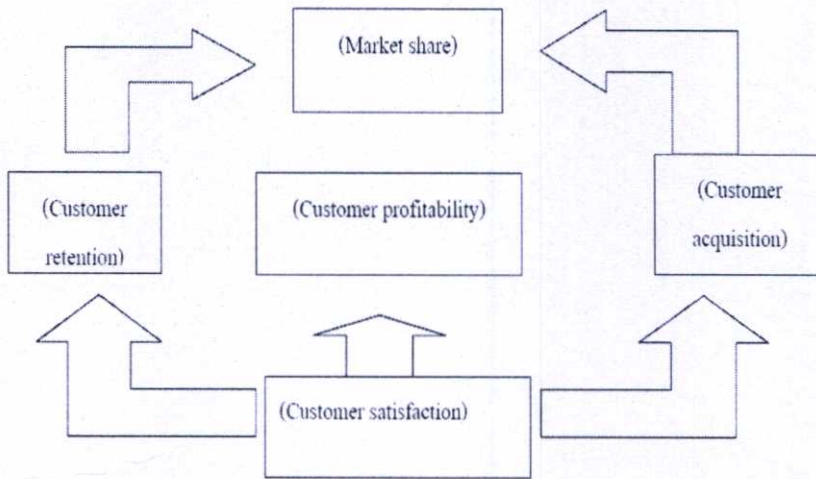 (Market share)
(Customer
retention)
(Customer profitability)
(Customer
acquisition)
(Customer satisfaction)